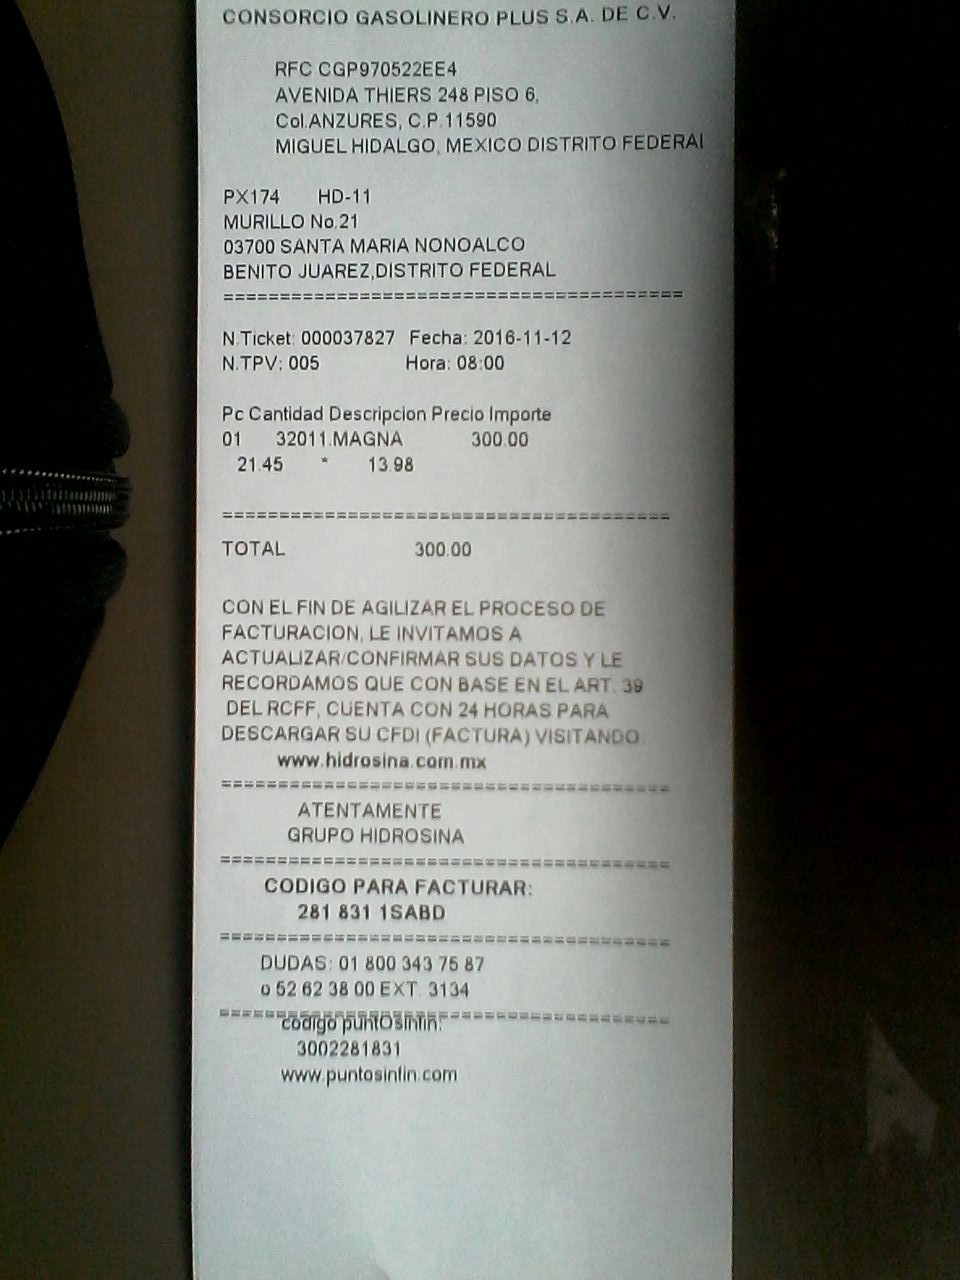 CONSORCIO GASOLINERO PLUS S.A. DE C.V.
RFC CGP970522EE4
AVENIDA THIERS 248 PISO 6,
Col.ANZURES, C.P.11590
MIGUEL HIDALGO, MEXICO DISTRITO FEDERAl
PX174 HD-11
MURILLO No.21
03700 SANTA MARIA NONOALCO
BENITO JUAREZ,DISTRITO FEDERAL
=========================================
N.Ticket: 000037827 Fecha: 2016-11-12
N.TPV: 005 Hora: 08:00
Pc Cantidad Descripcion Precio Importe
01 32011.MAGNA 300.00
21.45 * 13.98
========================================
TOTAL 300.00
CON EL FIN DE AGILIZAR EL PROCESO DE
FACTURACION, LE INVITAMOS A
ACTUALIZAR/CONFIRMAR SUS DATOS Y LE
RECORDAMOS QUE CON BASE EN EL ART. 39
DEL RCFF, CUENTA CON 24 HORAS PARA
DESCARGAR SU CFDI (FACTURA) VISITANDO
www.hidrosina.com.mx
========================================
ATENTAMENTE
GRUPO HIDROSINA
========================================
CODIGO PARA FACTURAR:
281 831 1SABD
========================================
DUDAS: 01 800 343 75 87
o 52 62 38 00 EXT. 3134
========================================
codigo puntOsinfin:
3002281831
www.puntosinfin.com